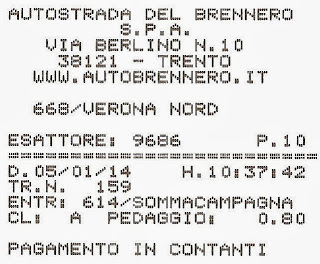 AUTOSTRADA DEL BRENNERO
S.P.A.
VIA BERLINO N.10
38121 - TRENTO
WWW.AUTOBRENNERO.IT
668/VERONA NORD
ESATTORE: 9686 P.10
================================
D.05/01/14 H.10:37:42
TR.N. 159
ENTR: 614/SOMMACAMPAGNA
CL: A PEDAGGIO: 0.80
PAGAMENTO IN CONTANTI